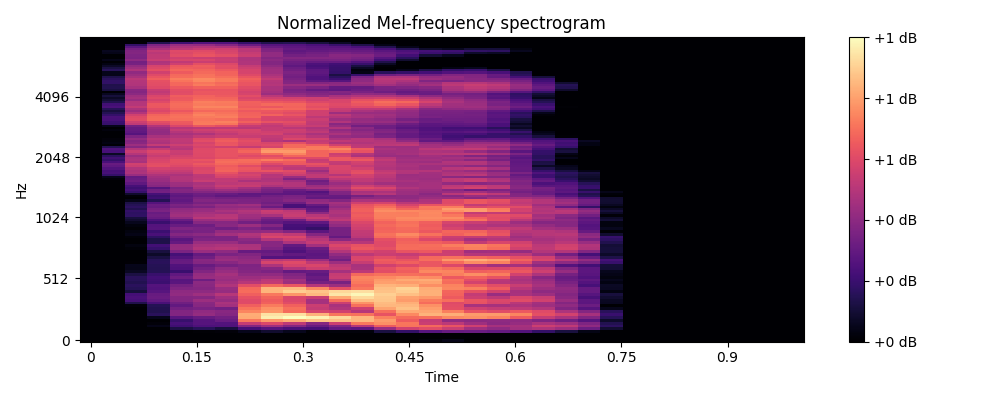 Normalized Mel-frequency spectrogram
+1 dB
4096
+1 dB
2048
+1 dB
Hz
1024
+0 dB
512
+0 dB
0
+0 dB
0 0.15 0.3 0.45 0.6 0.75 0.9
Time